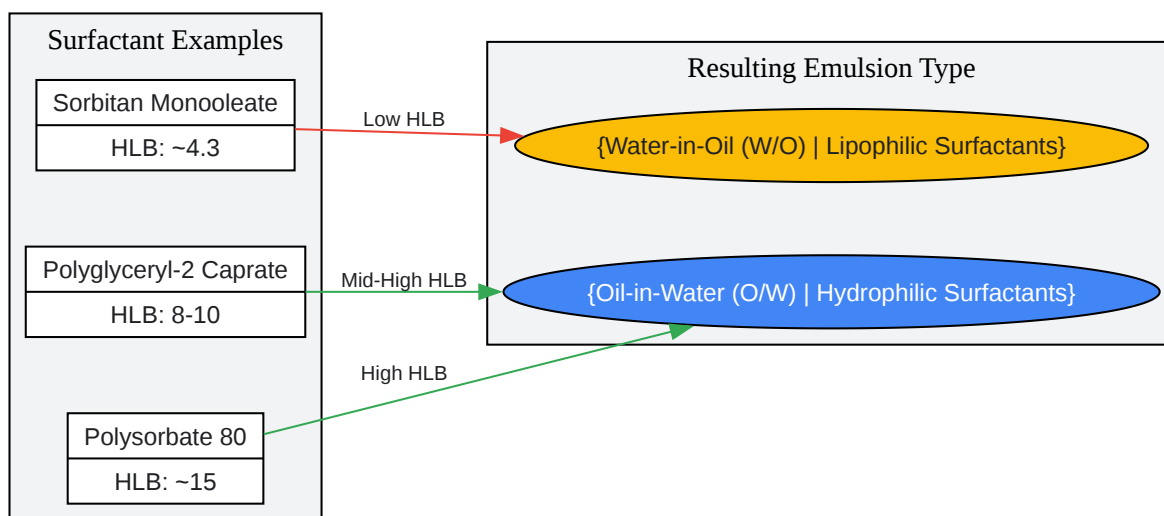 Surfactant Examples
Sorbitan Monooleate
HLB: ~4.3
Polyglyceryl-2 Caprate
HLB: 8-10
Polysorbate 80
HLB: ~15
Low HLB
Mid-High HLB
High HLB
Resulting Emulsion Type
{Water-in-Oil (W/O) | Lipophilic Surfactants}
{Oil-in-Water (O/W) | Hydrophilic Surfactants}